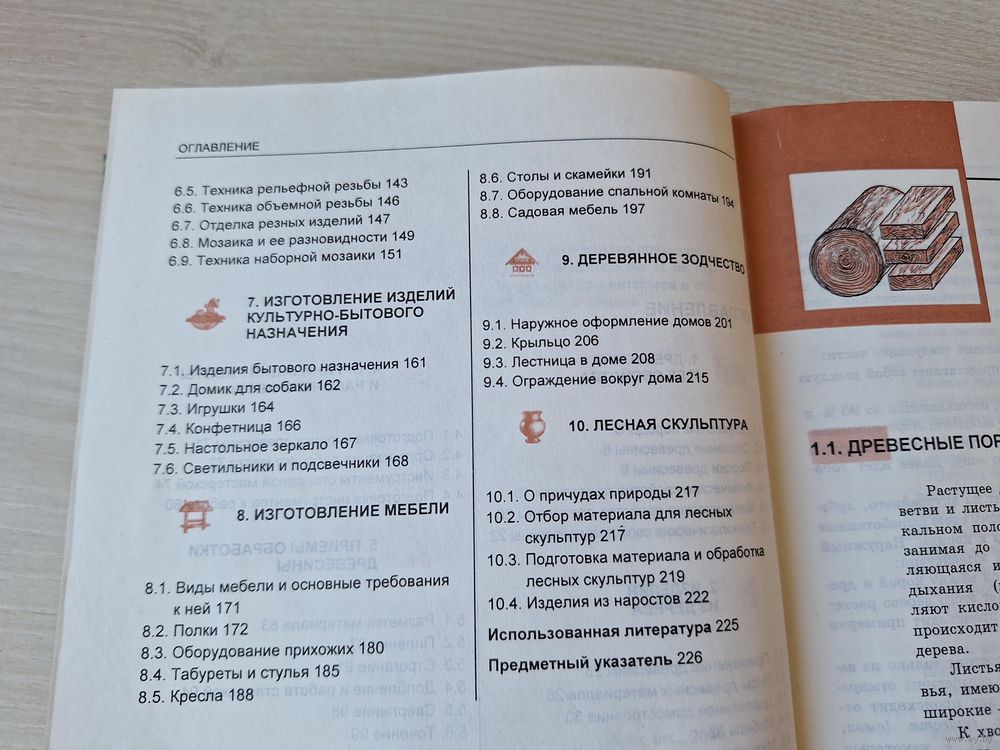 ОГЛАВЛЕНИЕ
6.5. Техника рельефной резьбы 143
6.6. Техника объемной резьбы 146
6.7. Отделка резных изделий 147
6.8. Мозаика и ее разновидности 149
6.9. Техника наборной мозаики 151
7. ИЗГОТОВЛЕНИЕ ИЗДЕЛИЙ
КУЛЬТУРНО-БЫТОВОГО
НАЗНАЧЕНИЯ
7.1. Изделия бытового назначения 161
7.2. Домик для собаки 162
7.3. Игрушки 164
7.4. Конфетница 166
7.5. Настольное зеркало 167
7.6. Светильники и подсвечники 168
8. ИЗГОТОВЛЕНИЕ МЕБЕЛИ
8.1. Виды мебели и основные требования
к ней 171
8.2. Полки 172
8.3. Оборудование прихожих 180
8.4. Табуреты и стулья 185
8.5. Кресла 188
8.6. Столы и скамейки 191
8.7. Оборудование спальной комнаты 194
8.8. Садовая мебель 197
9. ДЕРЕВЯННОЕ ЗОДЧЕСТВО
9.1. Наружное оформление домов 201
9.2. Крыльцо 206
9.3. Лестница в доме 208
9.4. Ограждение вокруг дома 215
10. ЛЕСНАЯ СКУЛЬПТУРА
10.1. О причудах природы 217
10.2. Отбор материала для лесных
скульптур 217
10.3. Подготовка материала и обработка
лесных скульптур 219
10.4. Изделия из наростов 222
Использованная литература 225
Предметный указатель 226
1.1. ДРЕВЕСНЫЕ ПОР
Растущее
ветви и листь
кальном поло
занимая до
ляющаяся и
дыхания (
ляют кисло
происходит
дерева.
Листья
вья, имею
широкие –
К хво